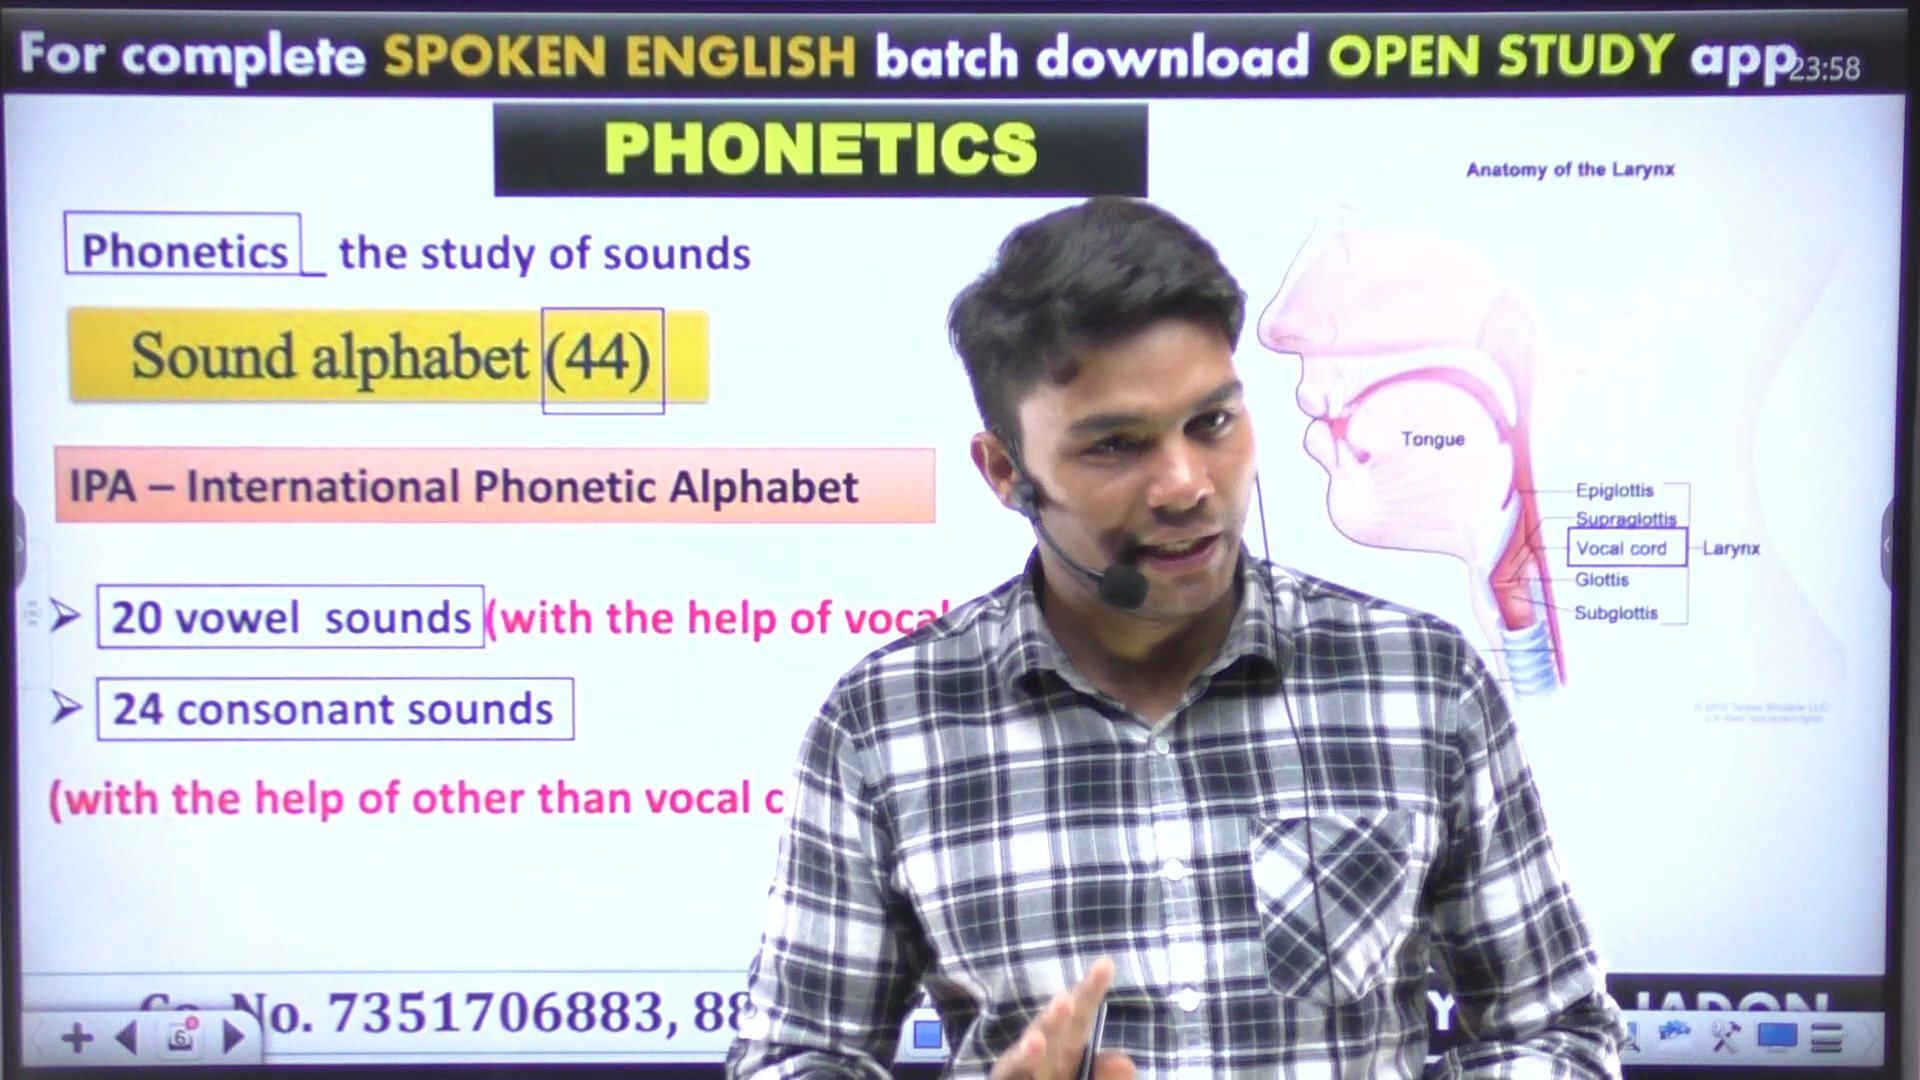 For complete SPOKEN ENGLISH batch download OPEN STUDY app
23:58
PHONETICS
Anatomy of the Larynx
Phonetics _ the study of sounds
Sound alphabet (44)
IPA – International Phonetic Alphabet
Tongue
Epiglottis
Supraglottis
Vocal cord
Larynx
Glottis
Subglottis
20 vowel sounds (with the help of vocal
24 consonant sounds
(with the help of other than vocal c
No. 7351706883, 88
JADON
6